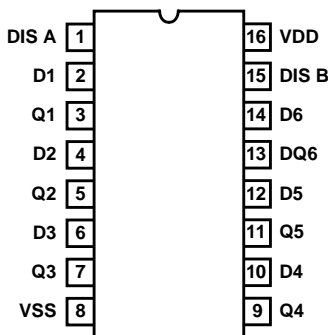 DIS A 1 16 VDD
D1 2 15 DIS B
Q1 3 14 D6
D2 4 13 DQ6
Q2 5 12 D5
D3 6 11 Q5
Q3 7 10 D4
VSS 8 9 Q4